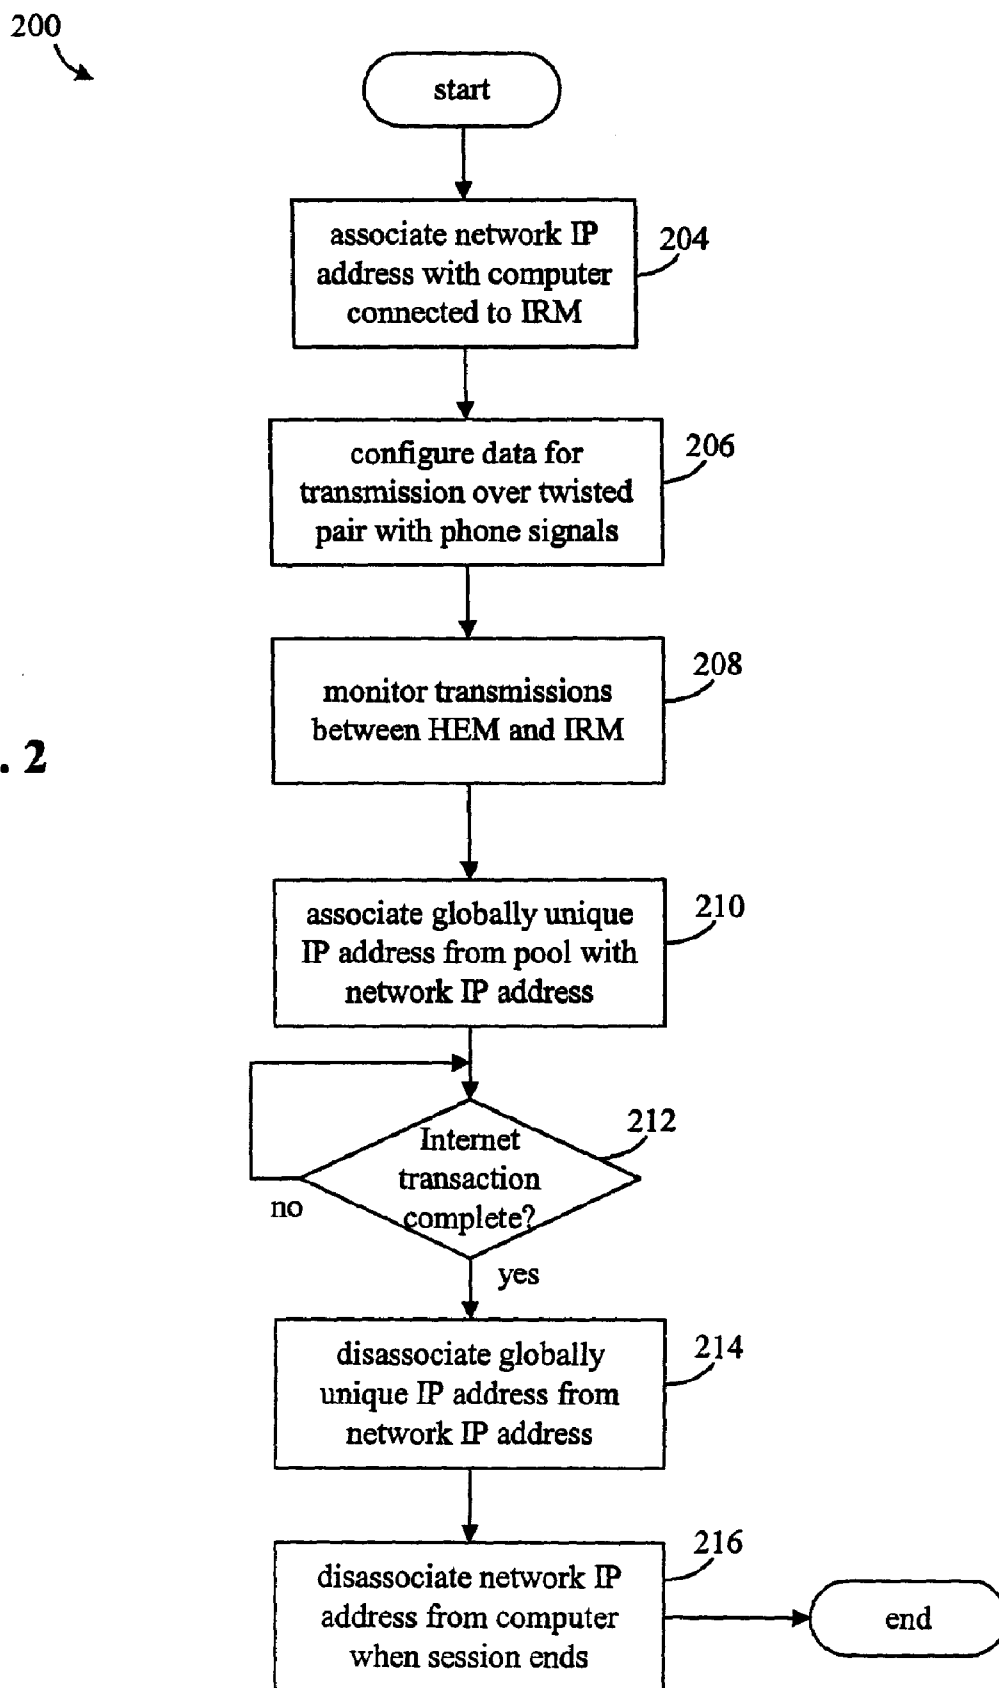 200
start
associate network IP
address with computer
connected to IRM
204
configure data for
transmission over twisted
pair with phone signals
206
monitor transmissions
between HEM and IRM
208
. 2
associate globally unique
IP address from pool with
network IP address
210
Internet
transaction
complete?
212
no
yes
disassociate globally
unique IP address from
network IP address
214
disassociate network IP
address from computer
when session ends
216
end